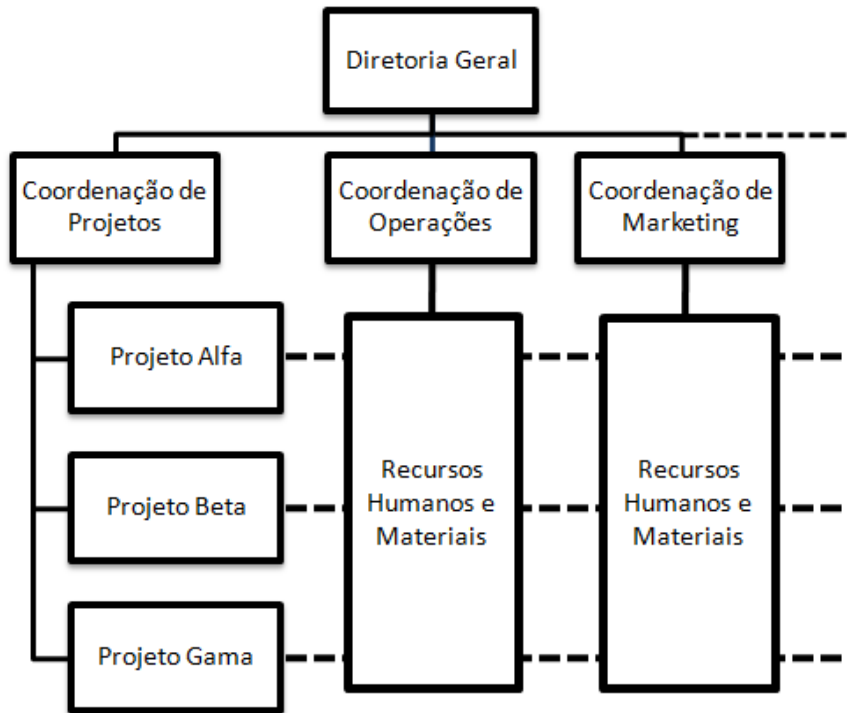 Diretoria Geral
Coordenação de
Projetos
Coordenação de
Operações
Coordenação de
Marketing
Projeto Alfa
Projeto Beta
Projeto Gama
Recursos
Humanos e
Materiais
Recursos
Humanos e
Materiais